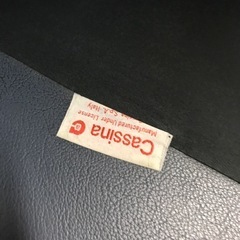 Cassina
Manufactured Under License
S.p.A. Italy